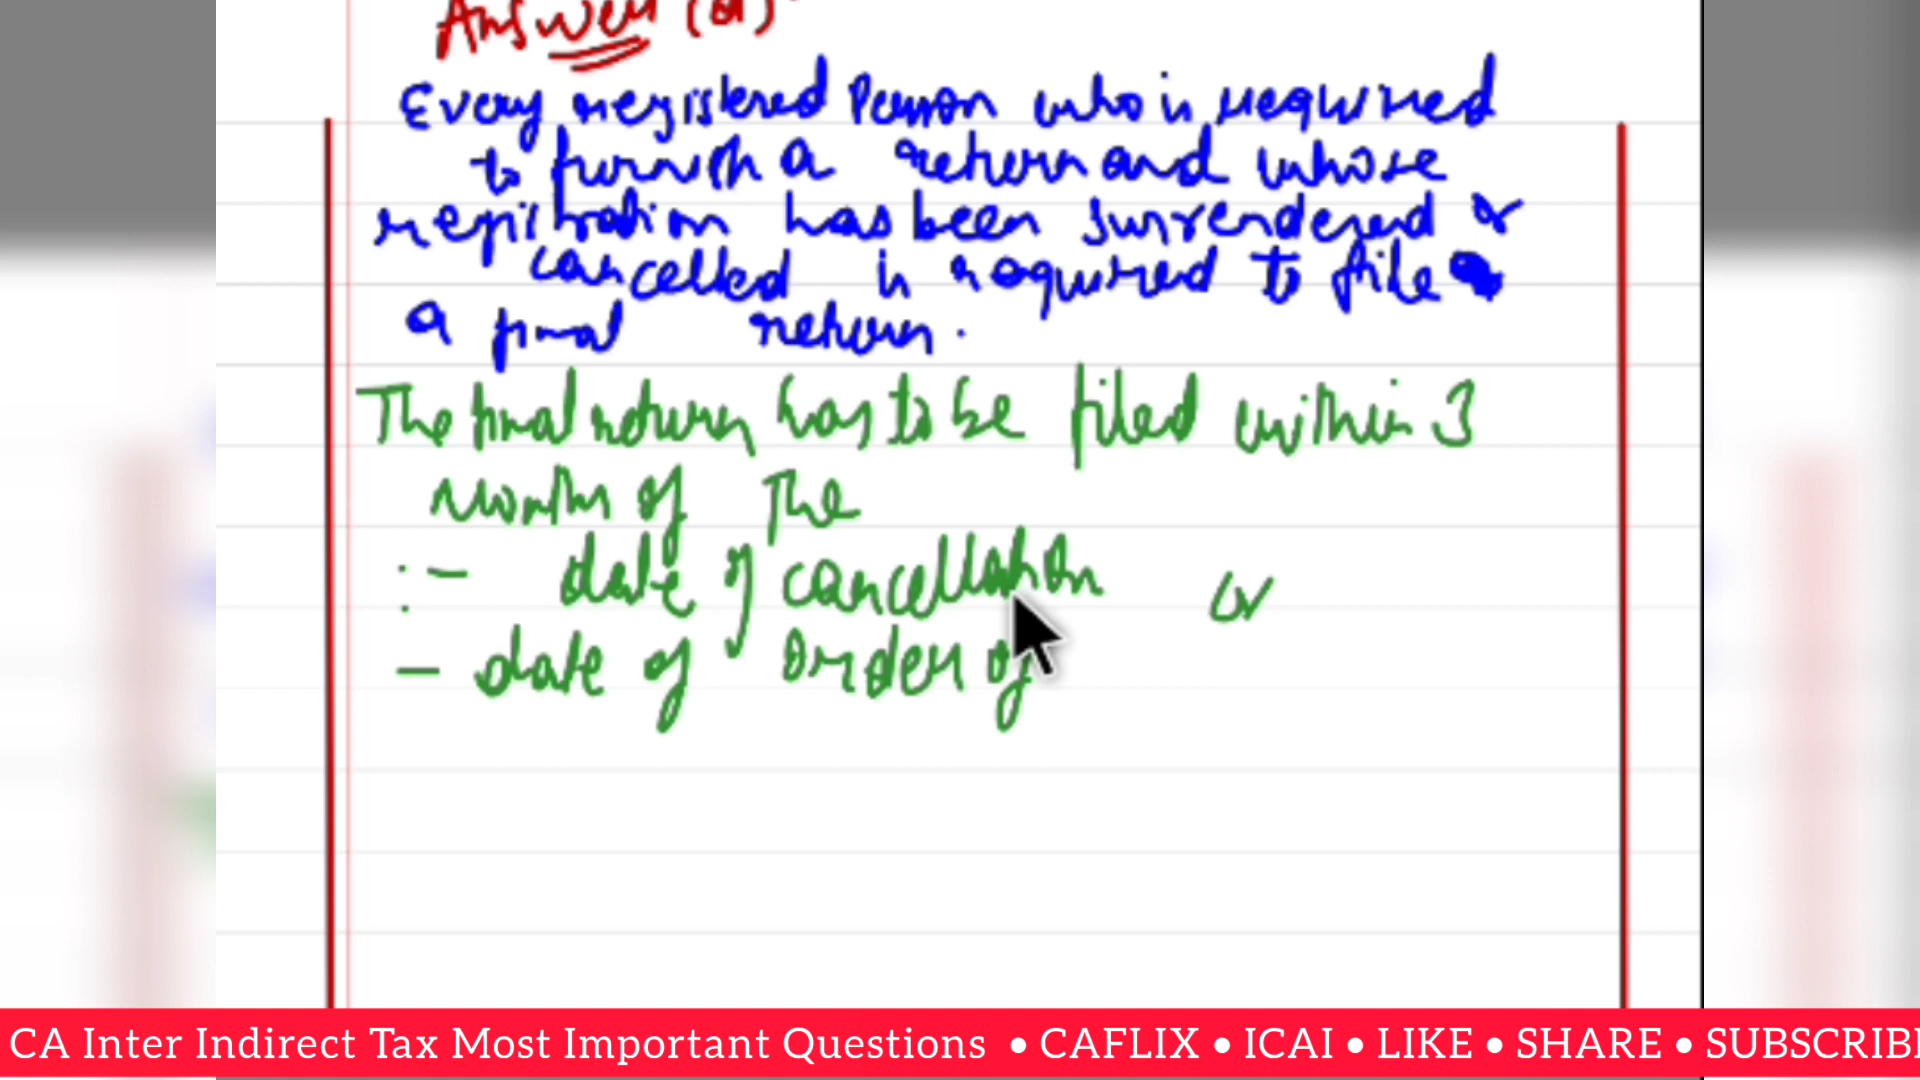 Answer (a)
Every registered Person who is required
to furnish a return and whose
registration has been surrendered or
cancelled is required to file
a final return.
The final return has to be filed within 3
months of the
:- date of cancellation or
- date of order of
CA Inter Indirect Tax Most Important Questions • CAFLIX • ICAI • LIKE • SHARE • SUBSCRIB